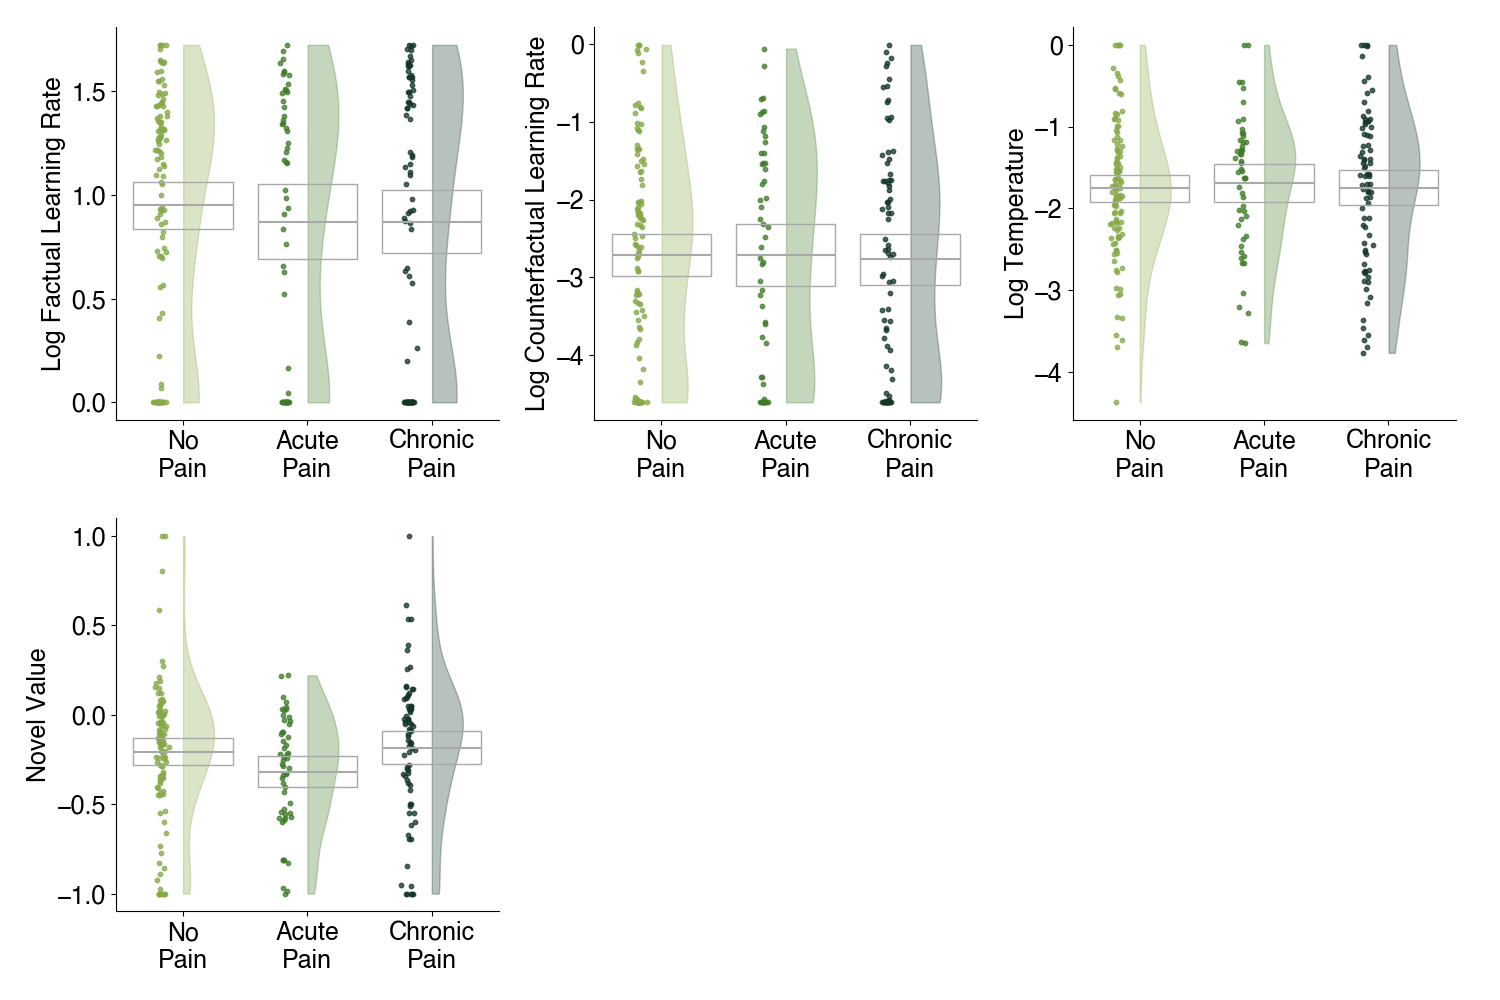 Log Factual Learning Rate
1.5
1.0
0.5
0.0
No
Pain
Acute
Pain
Chronic
Pain
Log Counterfactual Learning Rate
0
−1
−2
−3
−4
No
Pain
Acute
Pain
Chronic
Pain
Log Temperature
0
−1
−2
−3
−4
No
Pain
Acute
Pain
Chronic
Pain
Novel Value
1.0
0.5
0.0
−0.5
−1.0
No
Pain
Acute
Pain
Chronic
Pain